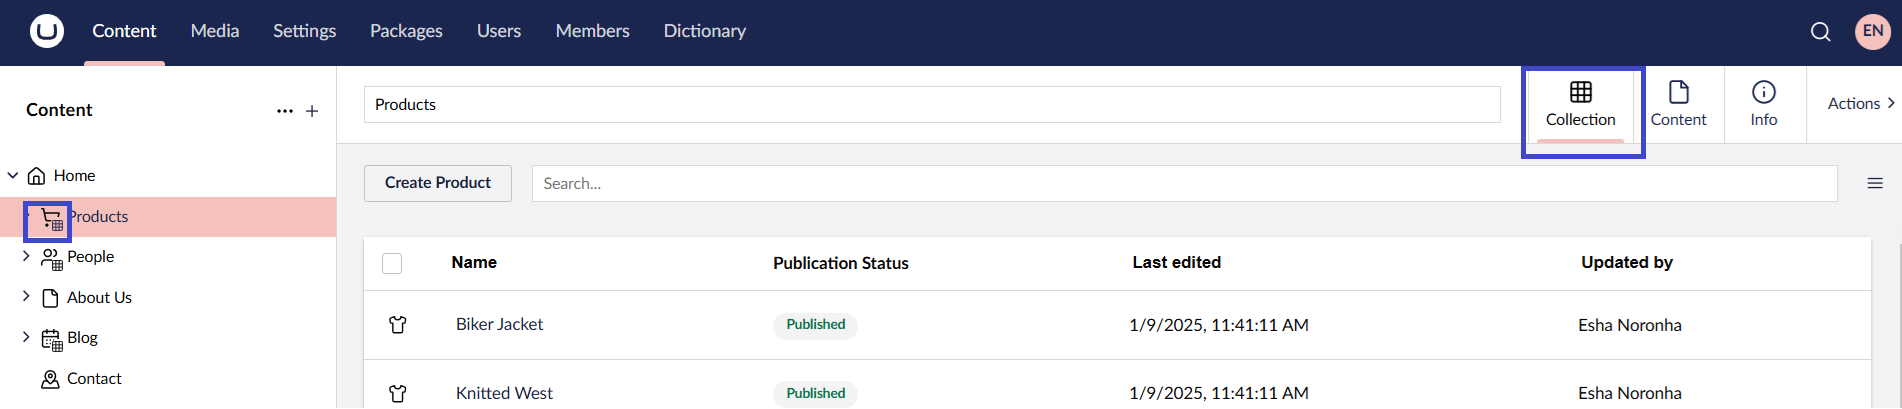 Content Media Settings Packages Users Members Dictionary EN
Content
Home
Products
People
About Us
Blog
Contact
Products
Collection Content Info Actions
Create Product Search...
Name Publication Status Last edited Updated by
Biker Jacket Published 1/9/2025, 11:41:11 AM Esha Noronha
Knitted West Published 1/9/2025, 11:41:11 AM Esha Noronha